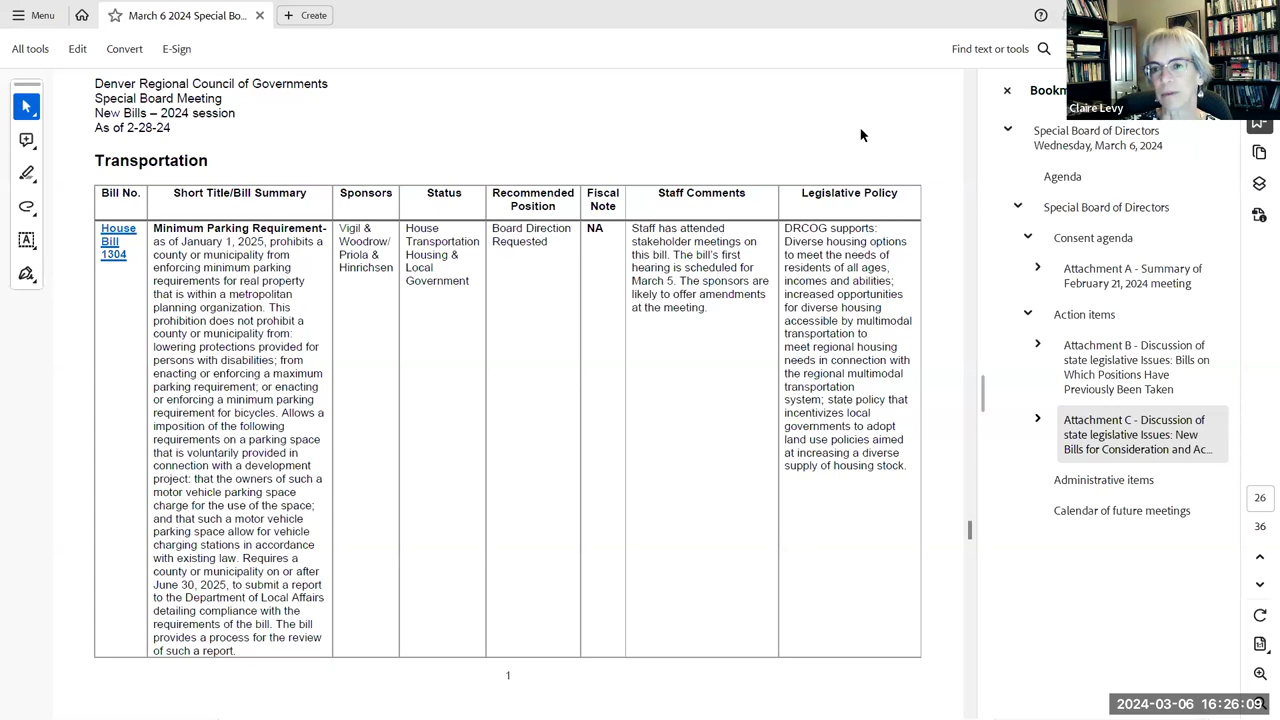 Menu
March 6 2024 Special Bo...
Create
All tools
Edit
Convert
E-Sign
Find text or tools
Claire Levy
Denver Regional Council of Governments
Special Board Meeting
New Bills – 2024 session
As of 2-28-24
Transportation
Bill No.
Short Title/Bill Summary
Sponsors
Status
Recommended
Position
Fiscal
Note
Staff Comments
Legislative Policy
House
Bill
1304
Minimum Parking Requirement-
as of January 1, 2025, prohibits a
county or municipality from
enforcing minimum parking
requirements for real property
that is within a metropolitan
planning organization. This
prohibition does not prohibit a
county or municipality from:
lowering protections provided for
persons with disabilities; from
enacting or enforcing a maximum
parking requirement; or enacting
or enforcing a minimum parking
requirement for bicycles. Allows a
imposition of the following
requirements on a parking space
that is voluntarily provided in
connection with a development
project: that the owners of such a
motor vehicle parking space
charge for the use of the space;
and that such a motor vehicle
parking space allow for vehicle
charging stations in accordance
with existing law. Requires a
county or municipality on or after
June 30, 2025, to submit a report
to the Department of Local Affairs
detailing compliance with the
requirements of the bill. The bill
provides a process for the review
of such a report.
Vigil &
Woodrow/
Priola &
Hinrichsen
House
Transportation
Housing &
Local
Government
Board Direction
Requested
NA
Staff has attended
stakeholder meetings on
this bill. The bill's first
hearing is scheduled for
March 5. The sponsors are
likely to offer amendments
at the meeting.
DRCOG supports:
Diverse housing options
to meet the needs of
residents of all ages,
incomes and abilities;
increased opportunities
for diverse housing
accessible by multimodal
transportation to
meet regional housing
needs in connection with
the regional multimodal
transportation
system; state policy that
incentivizes local
governments to adopt
land use policies aimed
at increasing a diverse
supply of housing stock.
1
Special Board of Directors
Wednesday, March 6, 2024
Agenda
Special Board of Directors
Consent agenda
Attachment A - Summary of
February 21, 2024 meeting
Action items
Attachment B - Discussion of
state legislative Issues: Bills on
Which Positions Have
Previously Been Taken
Attachment C - Discussion of
state legislative Issues: New
Bills for Consideration and Ac...
Administrative items
Calendar of future meetings
26
36
2024-03-06 16:26:09